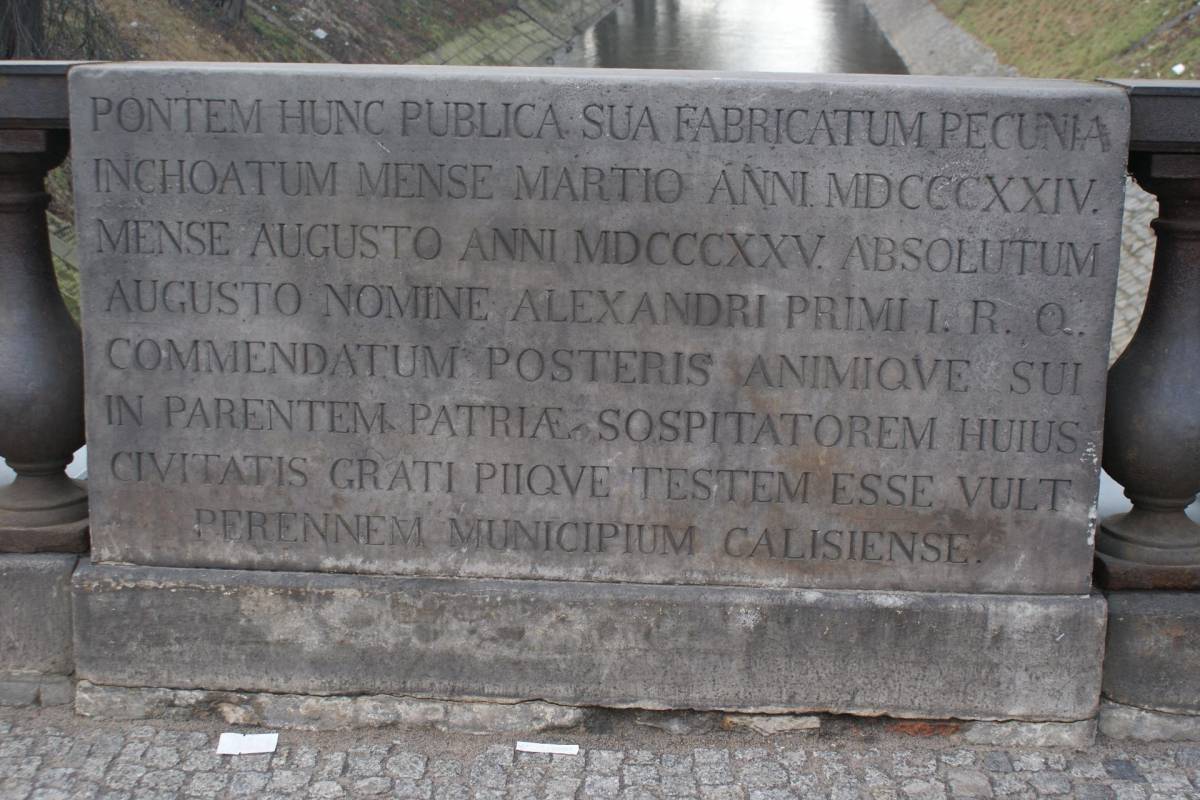 PONTEM HUNC PUBLICA SUA FABRICATUM PECUNIA
INCHOATUM MENSE MARTIO ANNI MDCCCXXIV.
MENSE AUGUSTO ANNI MDCCCXXV. ABSOLUTUM
AUGUSTO NOMINE ALEXANDRI PRIMI I. R. Q.
COMMENDATUM POSTERIS ANIMIQVE SUI
IN PARENTEM PATRIÆ SOSPITATOREM HUIUS
CIVITATIS GRATI PIIQVE TESTEM ESSE VULT
PERENNEM MUNICIPIUM CALISIENSE.